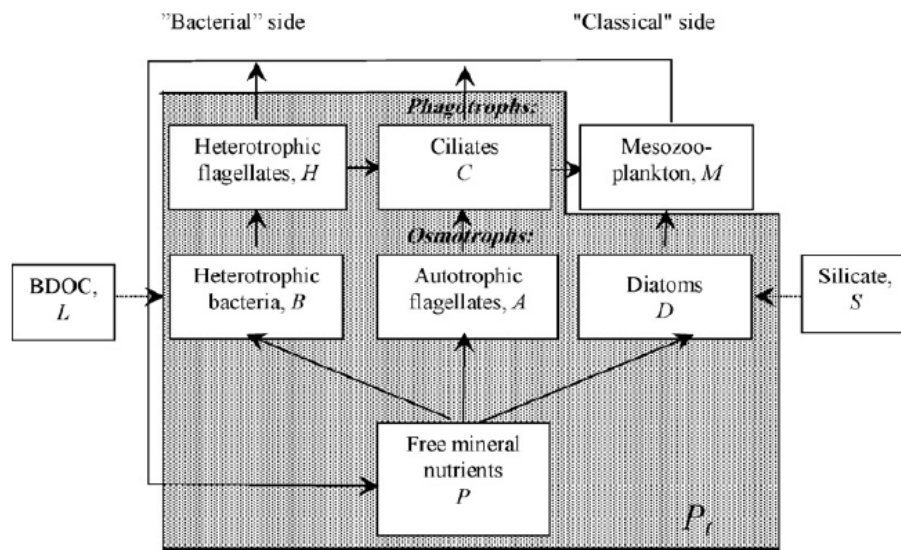 ”Bacterial” side
"Classical" side
Phagotrophs:
Heterotrophic
flagellates, H
Ciliates
C
Mesozoo-
plankton, M
Osmotrophs:
BDOC,
L
Heterotrophic
bacteria, B
Autotrophic
flagellates, A
Diatoms
D
Silicate,
S
Free mineral
nutrients
P
Pt